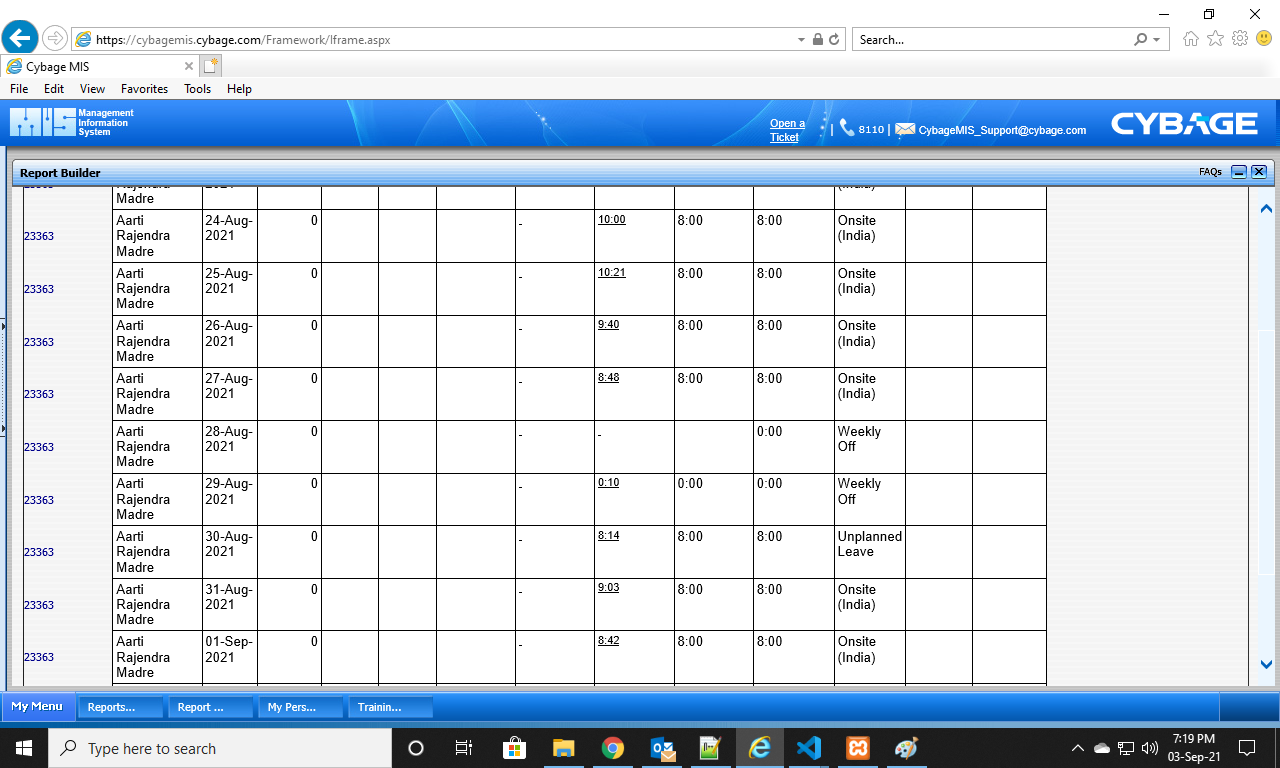 https://cybagemis.cybage.com/Framework/Iframe.aspx
Search...
Cybage MIS
File Edit View Favorites Tools Help
MIS Management Information System
Open a Ticket | 8110 | CybageMIS_Support@cybage.com
CYBAGE
Report Builder FAQs
Madre
23363 Aarti Rajendra Madre 24-Aug-2021 0 - 10:00 8:00 8:00 Onsite (India)
23363 Aarti Rajendra Madre 25-Aug-2021 0 - 10:21 8:00 8:00 Onsite (India)
23363 Aarti Rajendra Madre 26-Aug-2021 0 - 9:40 8:00 8:00 Onsite (India)
23363 Aarti Rajendra Madre 27-Aug-2021 0 - 8:48 8:00 8:00 Onsite (India)
23363 Aarti Rajendra Madre 28-Aug-2021 0 - - 0:00 Weekly Off
23363 Aarti Rajendra Madre 29-Aug-2021 0 - 0:10 0:00 0:00 Weekly Off
23363 Aarti Rajendra Madre 30-Aug-2021 0 - 8:14 8:00 8:00 Unplanned Leave
23363 Aarti Rajendra Madre 31-Aug-2021 0 - 9:03 8:00 8:00 Onsite (India)
23363 Aarti Rajendra Madre 01-Sep-2021 0 - 8:42 8:00 8:00 Onsite (India)
My Menu Reports... Report ... My Pers... Trainin...
Type here to search
7:19 PM
03-Sep-21